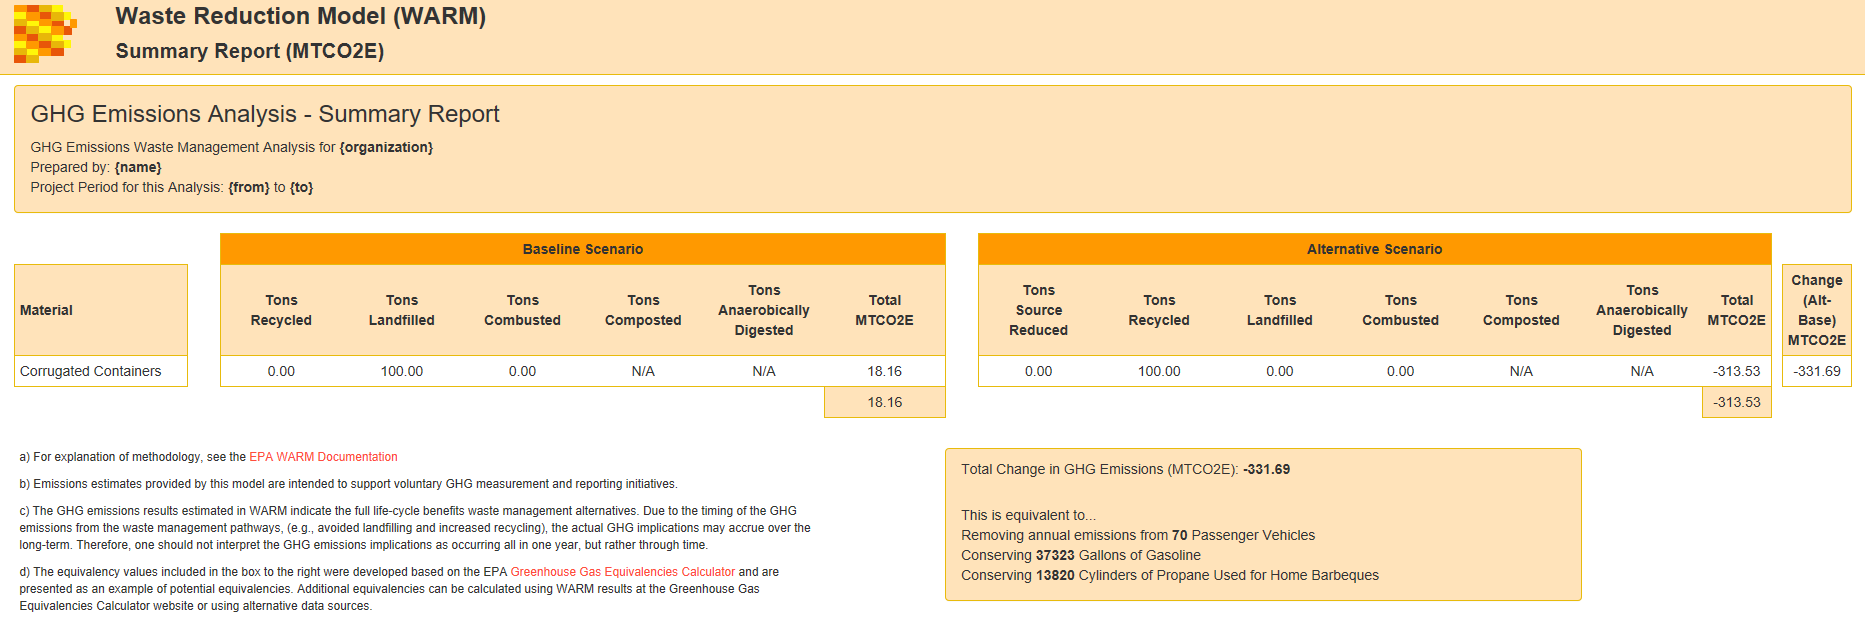 Waste Reduction Model (WARM)
Summary Report (MTCO2E)
GHG Emissions Analysis - Summary Report
GHG Emissions Waste Management Analysis for {organization}
Prepared by: {name}
Project Period for this Analysis: {from} to {to}
Baseline Scenario
Alternative Scenario
Material
Tons Recycled
Tons Landfilled
Tons Combusted
Tons Composted
Tons Anaerobically Digested
Total MTCO2E
Tons Source Reduced
Tons Recycled
Tons Landfilled
Tons Combusted
Tons Composted
Tons Anaerobically Digested
Total MTCO2E
Change (Alt-Base) MTCO2E
Corrugated Containers 0.00 100.00 0.00 N/A N/A 18.16 0.00 100.00 0.00 0.00 N/A N/A -313.53 -331.69
18.16 -313.53
a) For explanation of methodology, see the EPA WARM Documentation
b) Emissions estimates provided by this model are intended to support voluntary GHG measurement and reporting initiatives.
c) The GHG emissions results estimated in WARM indicate the full life-cycle benefits waste management alternatives. Due to the timing of the GHG
emissions from the waste management pathways, (e.g., avoided landfilling and increased recycling), the actual GHG implications may accrue over the
long-term. Therefore, one should not interpret the GHG emissions implications as occurring all in one year, but rather through time.
d) The equivalency values included in the box to the right were developed based on the EPA Greenhouse Gas Equivalencies Calculator and are
presented as an example of potential equivalencies. Additional equivalencies can be calculated using WARM results at the Greenhouse Gas
Equivalencies Calculator website or using alternative data sources.
Total Change in GHG Emissions (MTCO2E): -331.69
This is equivalent to...
Removing annual emissions from 70 Passenger Vehicles
Conserving 37323 Gallons of Gasoline
Conserving 13820 Cylinders of Propane Used for Home Barbeques